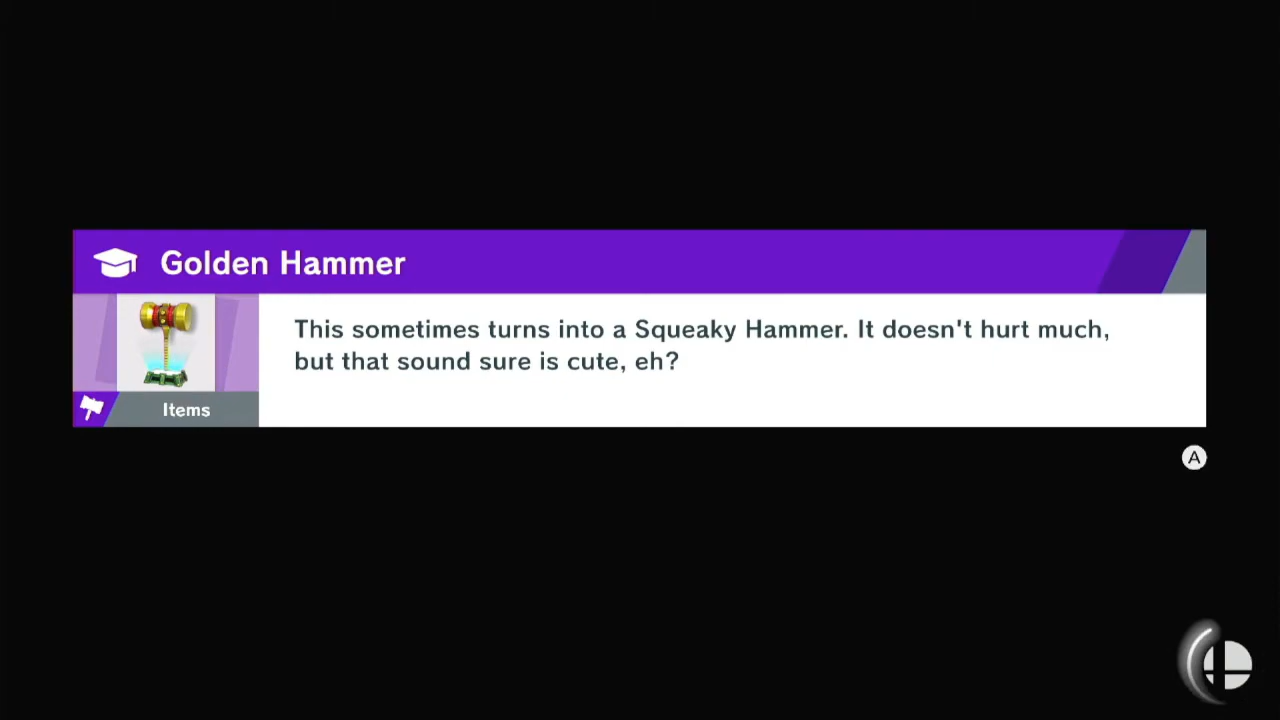 Golden Hammer
This sometimes turns into a Squeaky Hammer. It doesn't hurt much,
but that sound sure is cute, eh?
Items
A